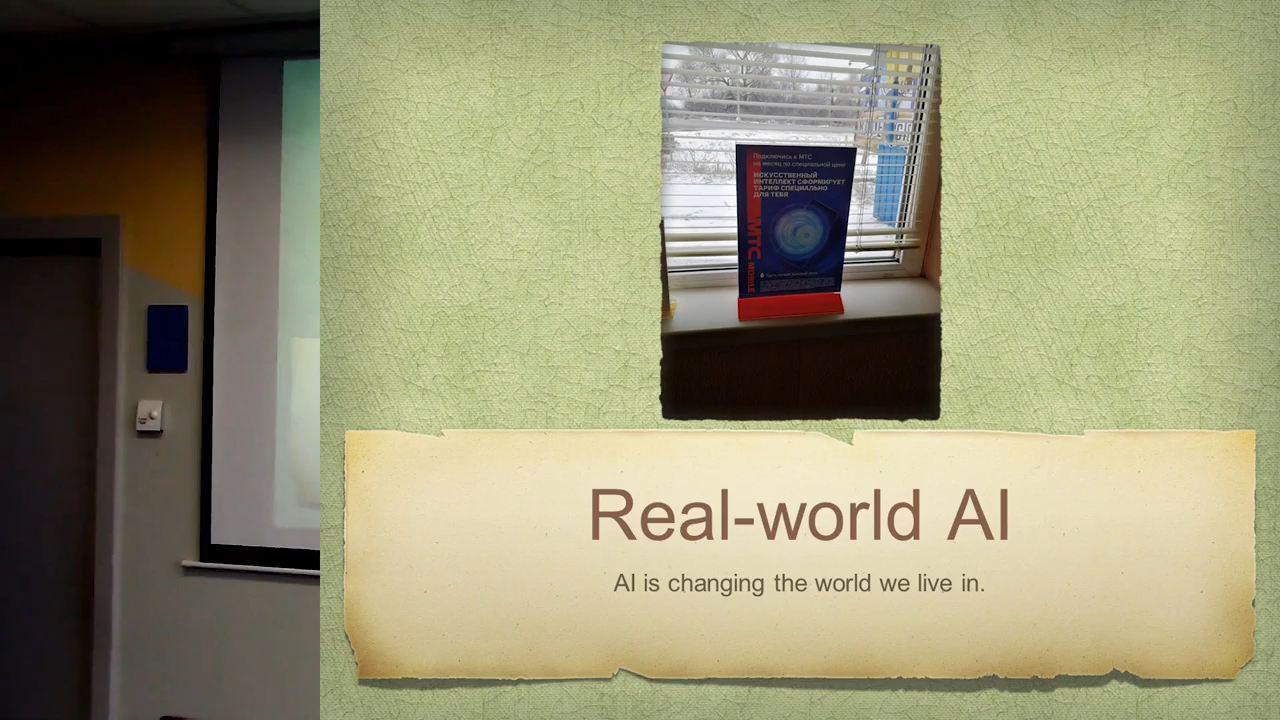 Подключись к МТС
на месяц по специальной цене
ИСКУССТВЕННЫЙ
ИНТЕЛЛЕКТ СФОРМИРУЕТ
ТАРИФ СПЕЦИАЛЬНО
ДЛЯ ТЕБЯ
МТС MOBILE
Real-world AI
AI is changing the world we live in.